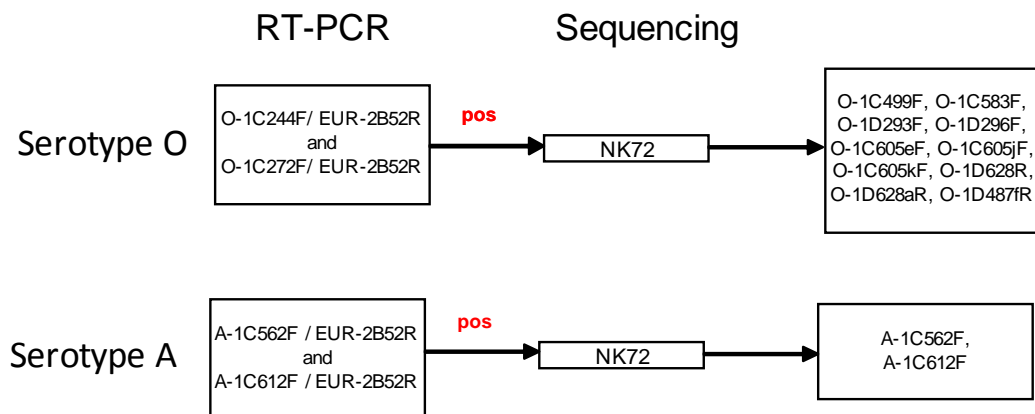 RT-PCR
Sequencing
Serotype O
O-1C244F/ EUR-2B52R
and
O-1C272F/ EUR-2B52R
pos
NK72
O-1C499F, O-1C583F,
O-1D293F, O-1D296F,
O-1C605eF, O-1C605jF,
O-1C605kF, O-1D628R,
O-1D628aR, O-1D487fR
Serotype A
A-1C562F / EUR-2B52R
and
A-1C612F / EUR-2B52R
pos
NK72
A-1C562F,
A-1C612F